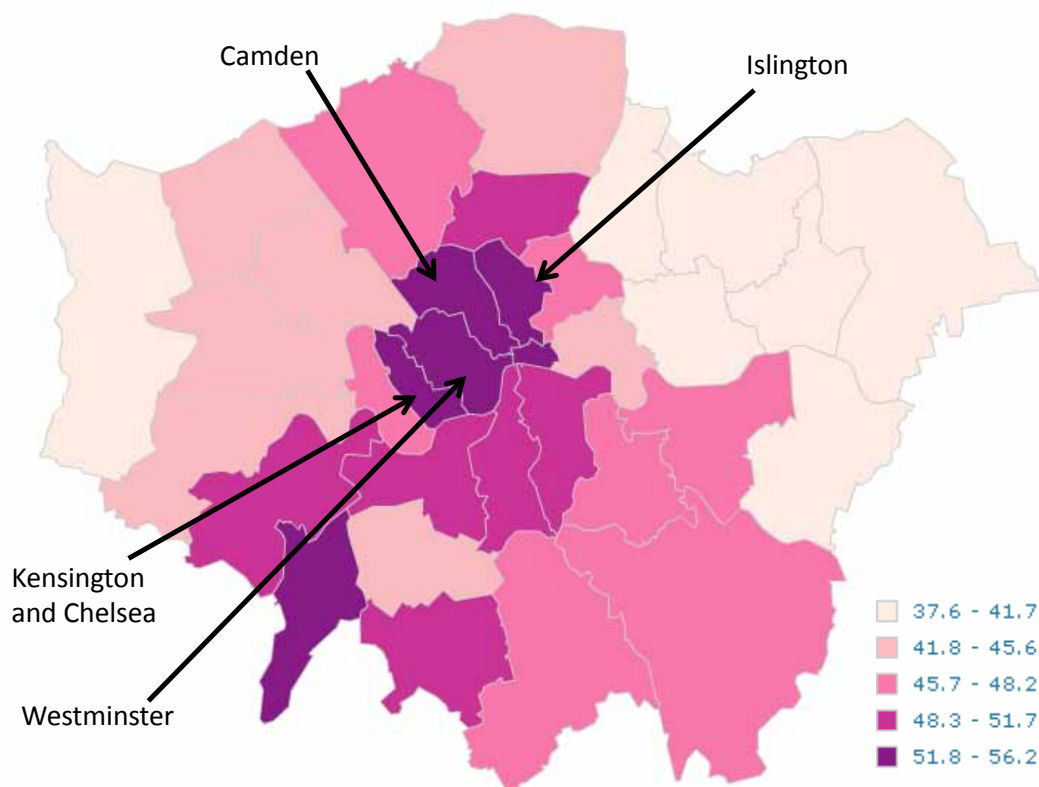 Camden
Islington
Kensington
and Chelsea
Westminster
37.6 - 41.7
41.8 - 45.6
45.7 - 48.2
48.3 - 51.7
51.8 - 56.2